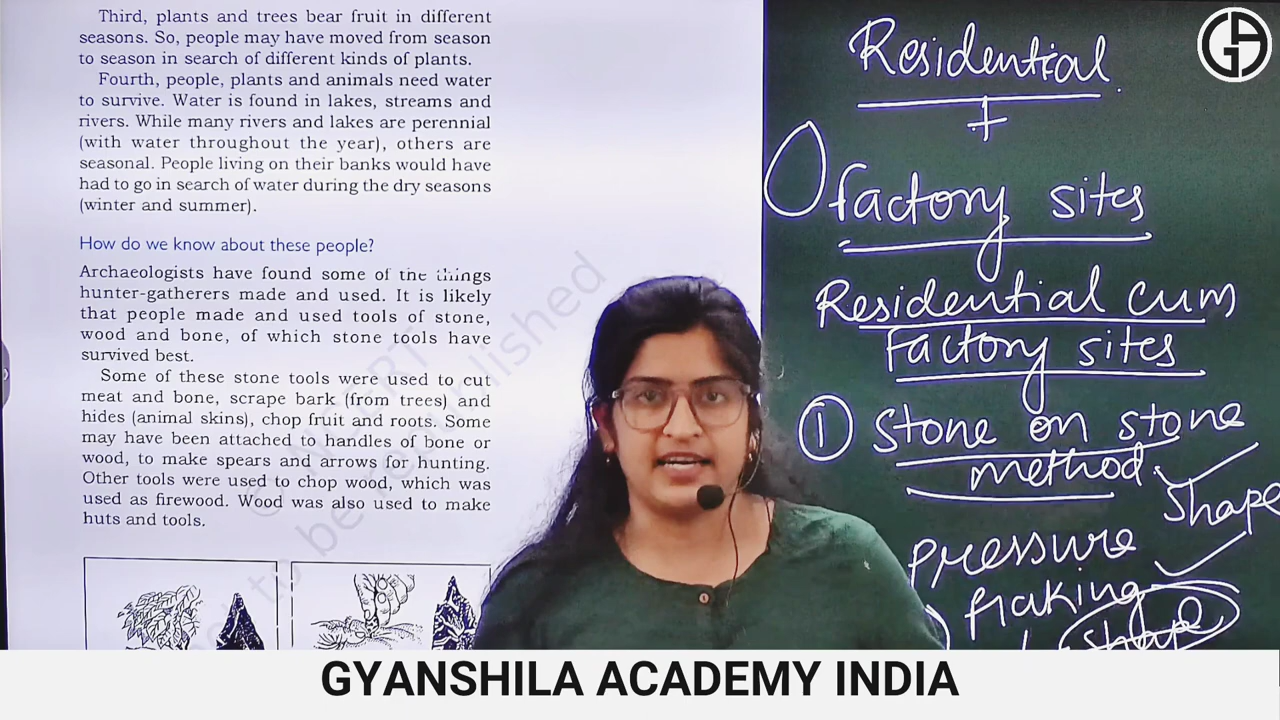 Third, plants and trees bear fruit in different
seasons. So, people may have moved from season
to season in search of different kinds of plants.
Fourth, people, plants and animals need water
to survive. Water is found in lakes, streams and
rivers. While many rivers and lakes are perennial
(with water throughout the year), others are
seasonal. People living on their banks would have
had to go in search of water during the dry seasons
(winter and summer).
How do we know about these people?
Archaeologists have found some of the things
hunter-gatherers made and used. It is likely
that people made and used tools of stone,
wood and bone, of which stone tools have
survived best.
Some of these stone tools were used to cut
meat and bone, scrape bark (from trees) and
hides (animal skins), chop fruit and roots. Some
may have been attached to handles of bone or
wood, to make spears and arrows for hunting.
Other tools were used to chop wood, which was
used as firewood. Wood was also used to make
huts and tools.
Residential
+
factory sites
Residential cum
Factory sites
① Stone on stone
method
Shape
pressure
flaking
Shape
GA
GYANSHILA ACADEMY INDIA